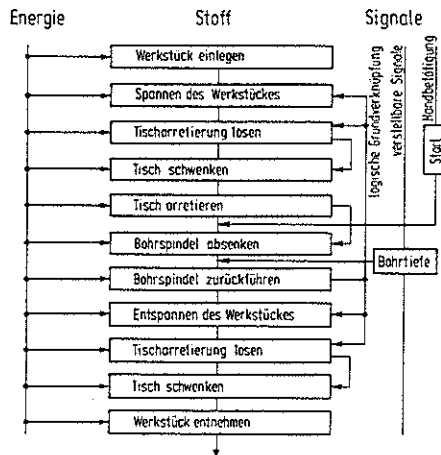 Energie Stoff Signale
Werkstück einlegen
Spannen des Werkstückes
Tischarretierung lösen
Tisch schwenken
Tisch arretieren
Bohrspindel absenken
Bohrspindel zurückführen
Entspannen des Werkstückes
Tischarretierung lösen
Tisch schwenken
Werkstück entnehmen
logische Grundverknüpfung
verstellbare Signale
Handbetätigung
Start
Bohrtiefe